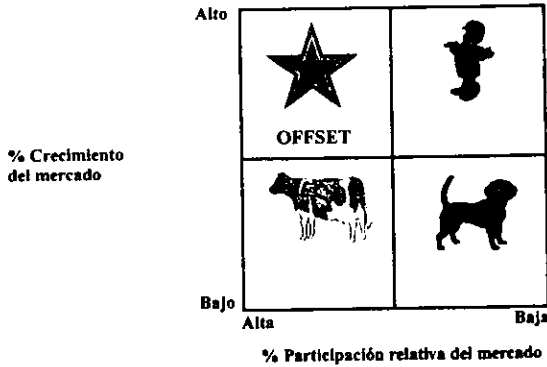 Alto
OFFSET
% Crecimiento
del mercado
Bajo
Alta
Baja
% Participación relativa del mercado